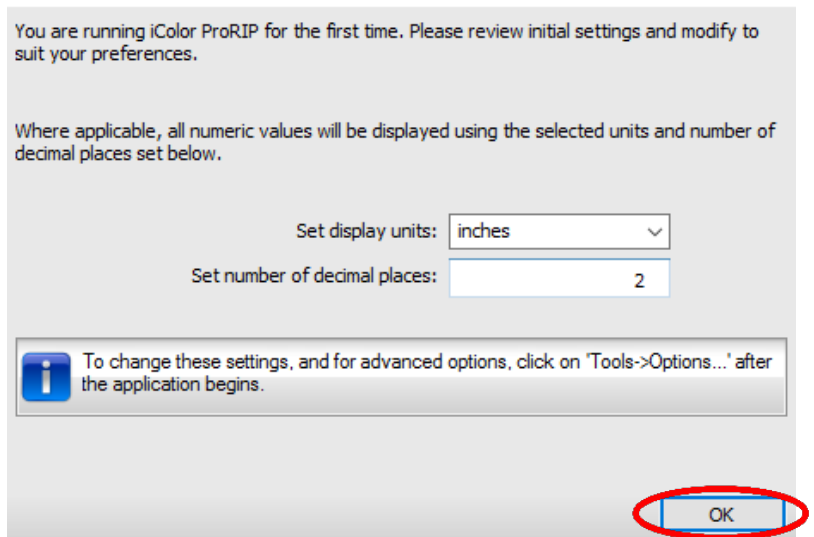 You are running iColor ProRIP for the first time. Please review initial settings and modify to
suit your preferences.
Where applicable, all numeric values will be displayed using the selected units and number of
decimal places set below.
Set display units: inches
Set number of decimal places: 2
To change these settings, and for advanced options, click on 'Tools->Options...' after
the application begins.
OK